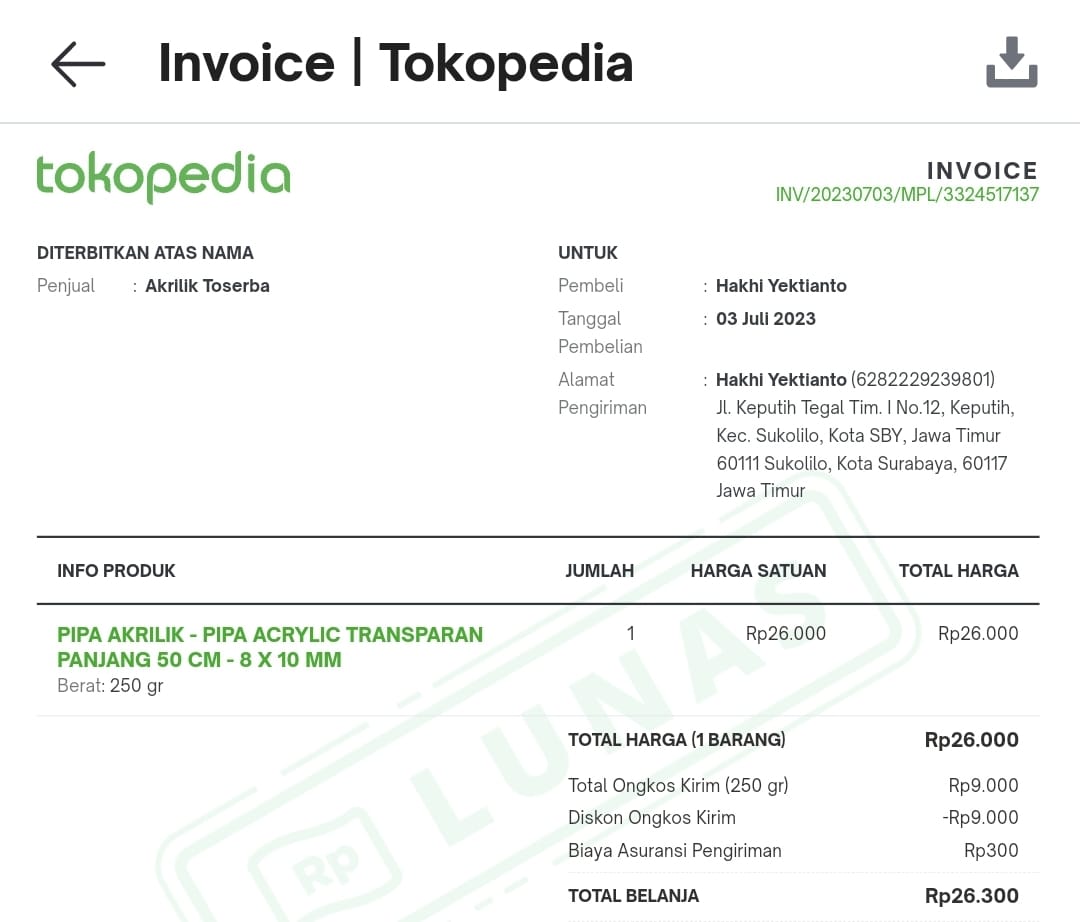 Invoice | Tokopedia
tokopedia
INVOICE
INV/20230703/MPL/3324517137
DITERBITKAN ATAS NAMA
Penjual : Akrilik Toserba
UNTUK
Pembeli : Hakhi Yektianto
Tanggal Pembelian : 03 Juli 2023
Alamat Pengiriman : Hakhi Yektianto (6282229239801)
Jl. Keputih Tegal Tim. I No.12, Keputih,
Kec. Sukolilo, Kota SBY, Jawa Timur
60111 Sukolilo, Kota Surabaya, 60117
Jawa Timur
INFO PRODUK JUMLAH HARGA SATUAN TOTAL HARGA
PIPA AKRILIK - PIPA ACRYLIC TRANSPARAN 1 Rp26.000 Rp26.000
PANJANG 50 CM - 8 X 10 MM
Berat: 250 gr
TOTAL HARGA (1 BARANG) Rp26.000
Total Ongkos Kirim (250 gr) Rp9.000
Diskon Ongkos Kirim -Rp9.000
Biaya Asuransi Pengiriman Rp300
TOTAL BELANJA Rp26.300
Rp LUNAS